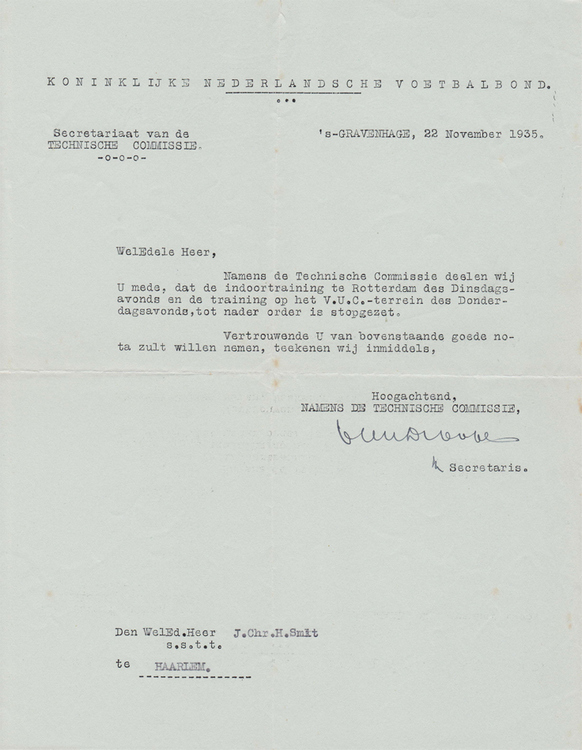 KONINKLIJKE NEDERLANDSCHE VOETBALBOND.
***
Secretariaat van de
TECHNISCHE COMMISSIE.
-o-o-o-
's-GRAVENHAGE, 22 November 1935.
WelEdele Heer,
Namens de Technische Commissie deelen wij
U mede, dat de indoortraining te Rotterdam des Dinsdags-
avonds en de training op het V.U.C.-terrein des Donder-
dagsavonds,tot nader order is stopgezet.
Vertrouwende U van bovenstaande goede no-
ta zult willen nemen, teekenen wij inmiddels,
Hoogachtend,
NAMENS DE TECHNISCHE COMMISSIE,
Secretaris.
Den WelEd.Heer J.Chr.H.Smit
s.s.t.t.
te HAARLEM.